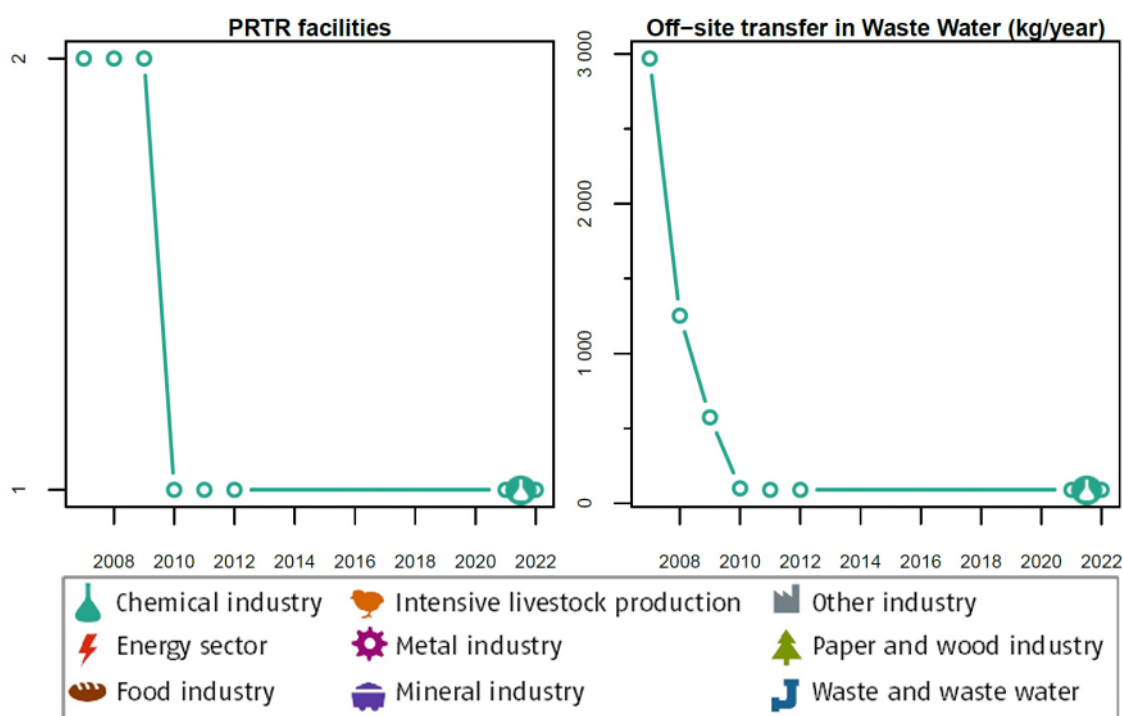 PRTR facilities
2
1
2008 2010 2012 2014 2016 2018 2020 2022
Off−site transfer in Waste Water (kg/year)
3 000
2 000
1 000
0
2008 2010 2012 2014 2016 2018 2020 2022
Chemical industry Intensive livestock production Other industry
Energy sector Metal industry Paper and wood industry
Food industry Mineral industry Waste and waste water